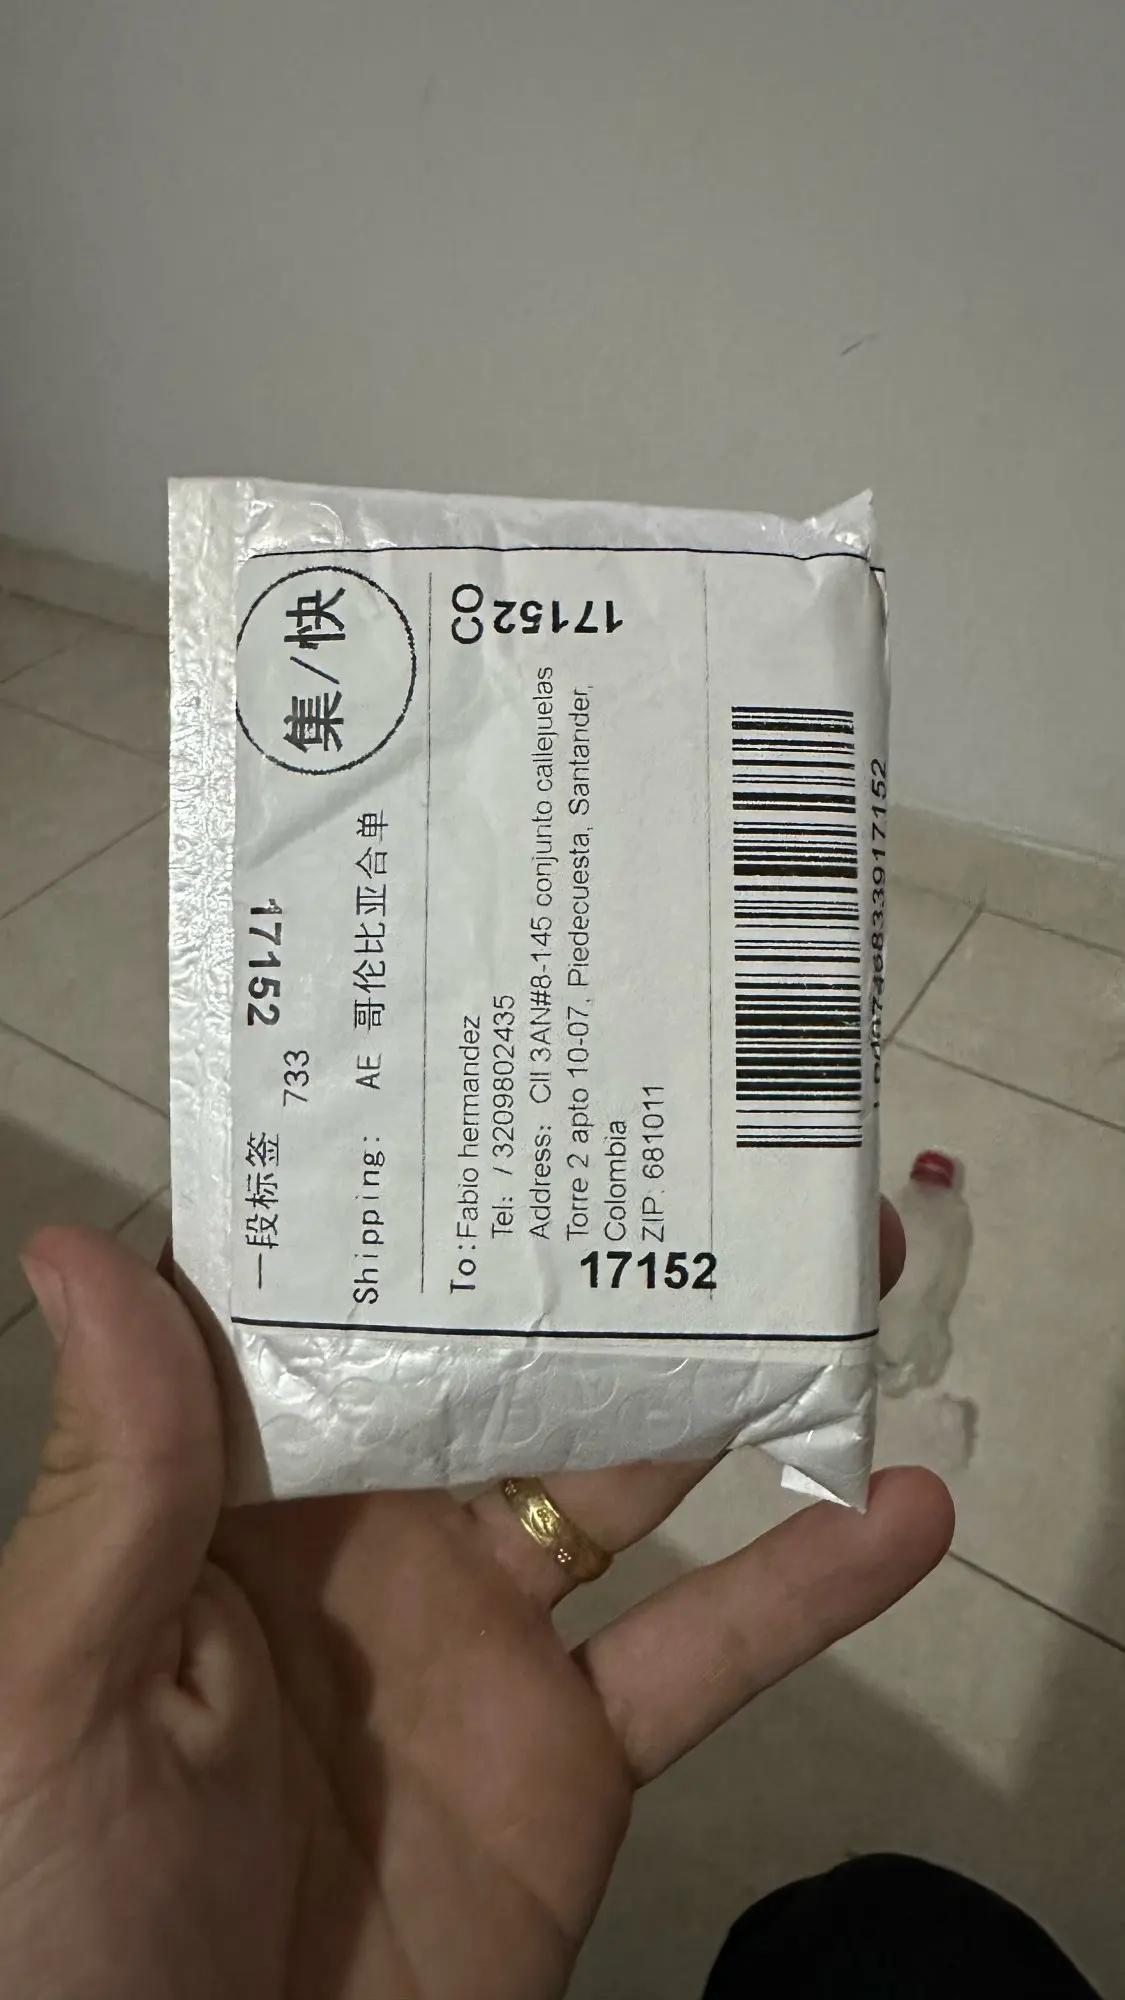 一段标签 17152
733
集/快
Shipping: AE 哥伦比亚合单
To:Fabio hermandez
CO
Tel: /3209802435
17152
Address: Cll 3AN#8-145 conjunto callejuelas
Torre 2 apto 10-07, Piedecuesta, Santander,
Colombia
ZIP: 681011
17152